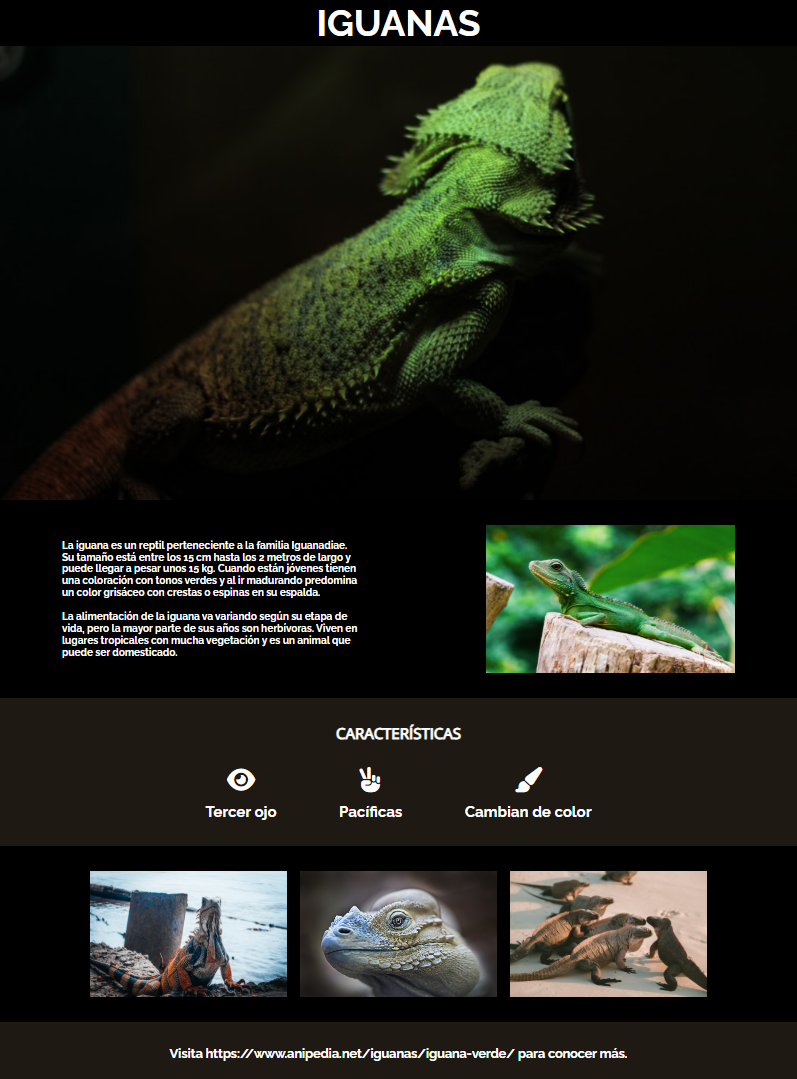 IGUANAS
La iguana es un reptil perteneciente a la familia Iguanadiae.
Su tamaño está entre los 15 cm hasta los 2 metros de largo y
puede llegar a pesar unos 15 kg. Cuando están jóvenes tienen
una coloración con tonos verdes y al ir madurando predomina
un color grisáceo con crestas o espinas en su espalda.
La alimentación de la iguana va variando según su etapa de
vida, pero la mayor parte de sus años son herbívoras. Viven en
lugares tropicales con mucha vegetación y es un animal que
puede ser domesticado.
CARACTERÍSTICAS
Tercer ojo
Pacíficas
Cambian de color
Visita https://www.anipedia.net/iguanas/iguana-verde/ para conocer más.